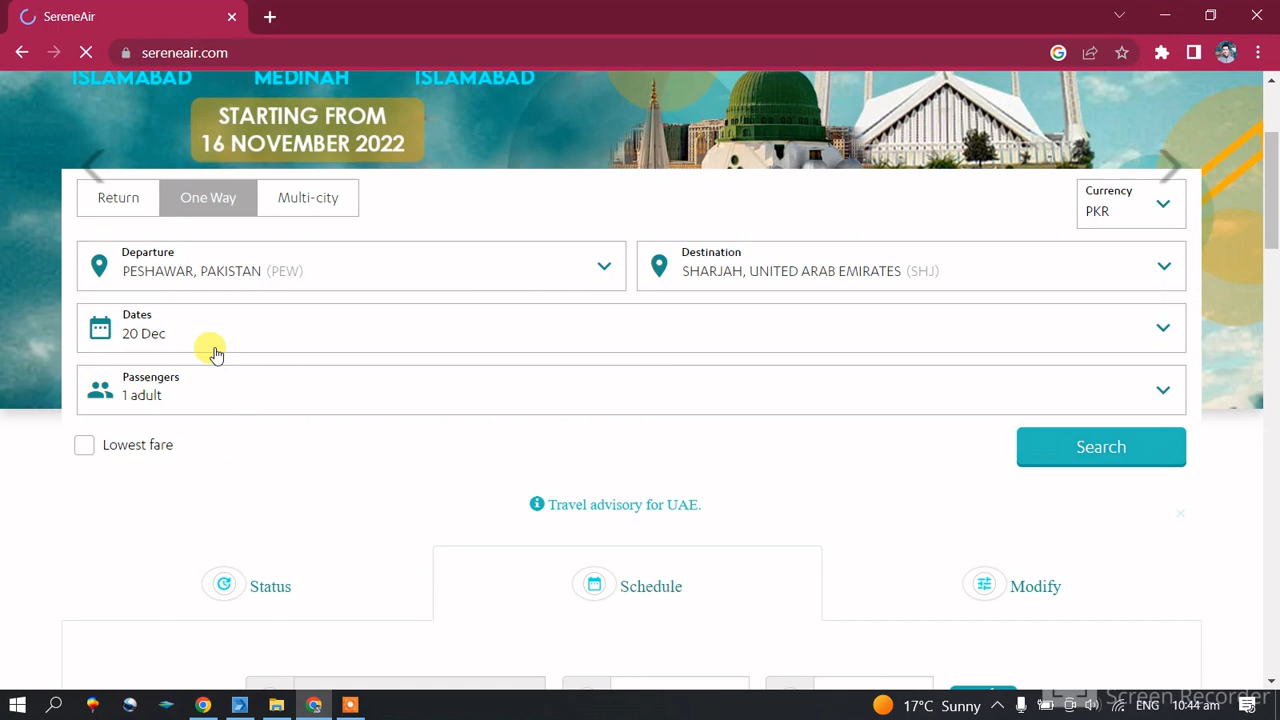 SereneAir
sereneair.com
ISLAMABAD MEDINAH ISLAMABAD
STARTING FROM
16 NOVEMBER 2022
Return One Way Multi-city
Currency
PKR
Departure
PESHAWAR, PAKISTAN (PEW)
Destination
SHARJAH, UNITED ARAB EMIRATES (SHJ)
Dates
20 Dec
Passengers
1 adult
Lowest fare
Search
Travel advisory for UAE.
Status
Schedule
Modify
Screen Recorder
17°C Sunny
ENG
10:44 am